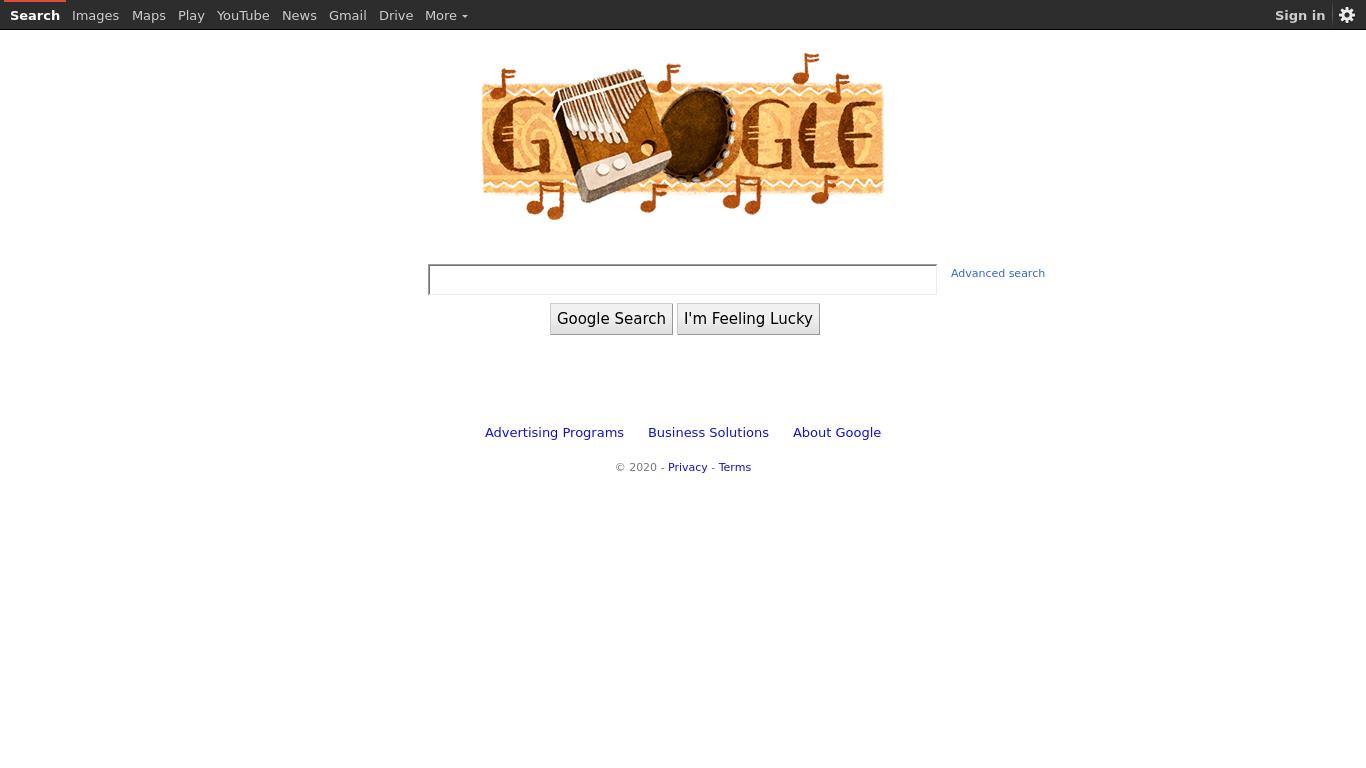 Search Images Maps Play YouTube News Gmail Drive More Sign in
GOOGLE
Advanced search
Google Search I'm Feeling Lucky
Advertising Programs Business Solutions About Google
© 2020 - Privacy - Terms